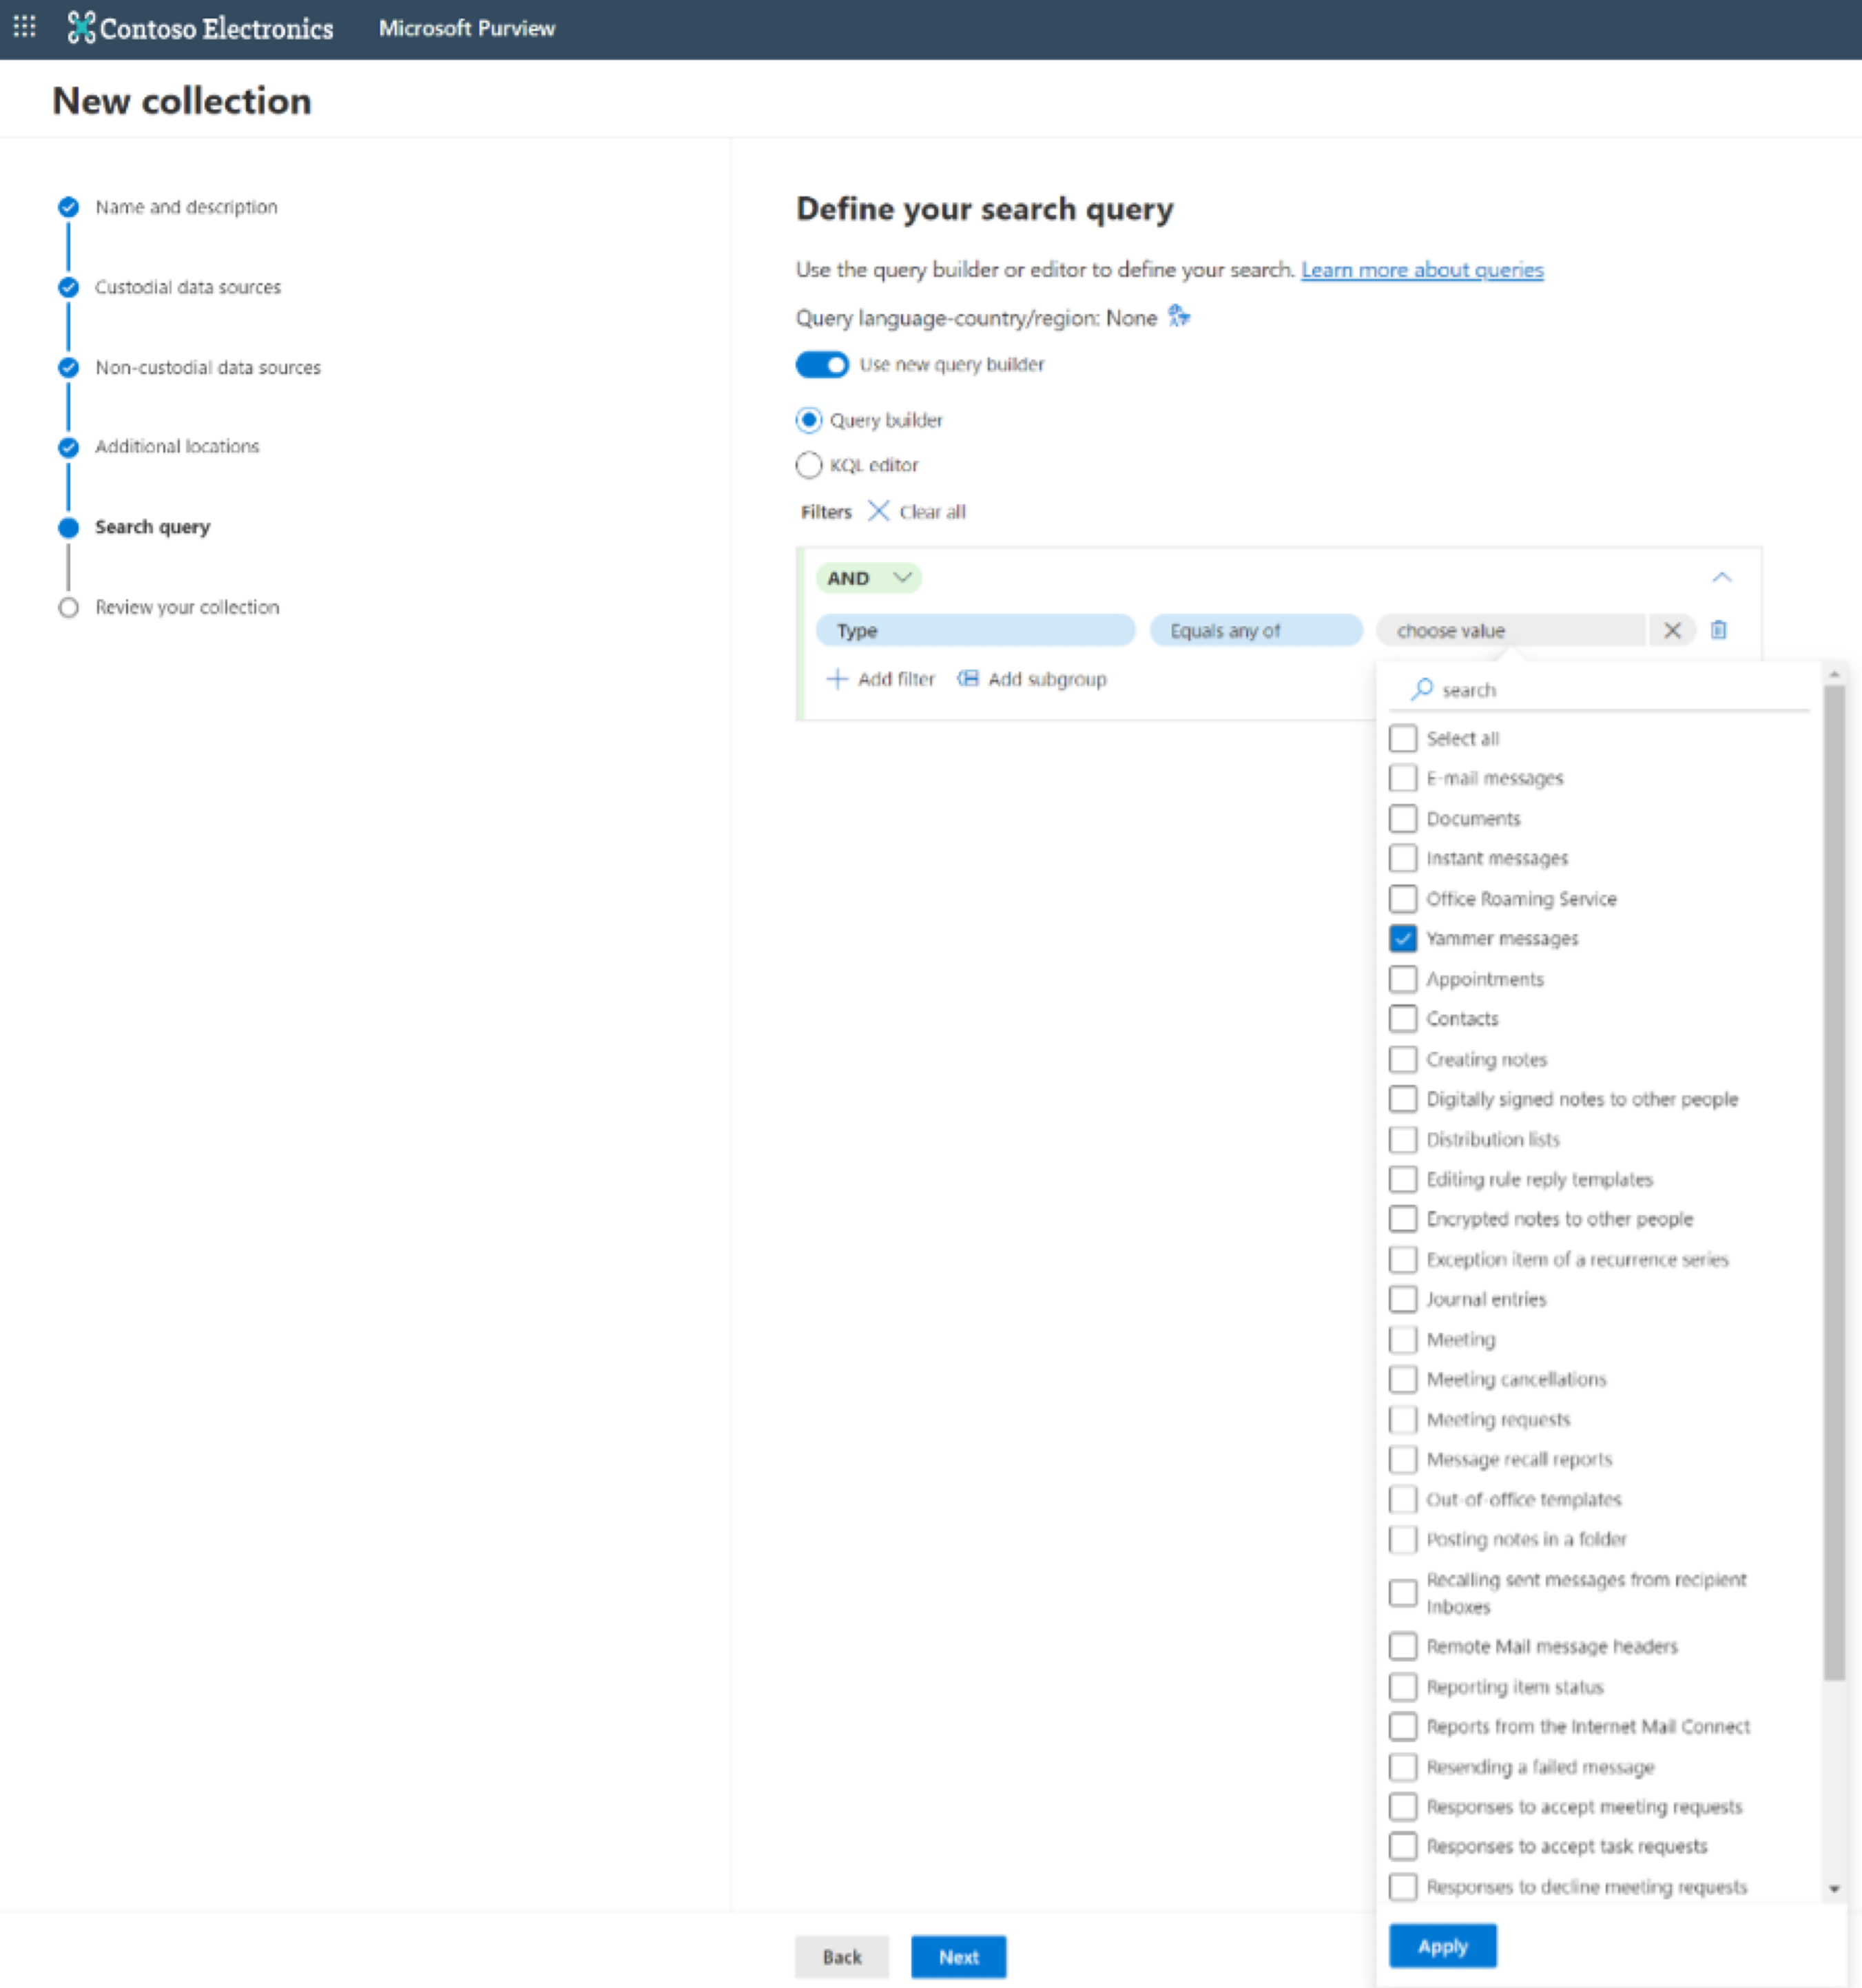 Contoso Electronics Microsoft Purview
New collection
Name and description
Custodial data sources
Non-custodial data sources
Additional locations
Search query
Review your collection
Define your search query
Use the query builder or editor to define your search. Learn more about queries
Query language-country/region: None
Use new query builder
Query builder
KQL editor
Filters Clear all
AND
Type Equals any of choose value
Add filter Add subgroup
search
Select all
E-mail messages
Documents
Instant messages
Office Roaming Service
Yammer messages
Appointments
Contacts
Creating notes
Digitally signed notes to other people
Distribution lists
Editing rule reply templates
Encrypted notes to other people
Exception item of a recurrence series
Journal entries
Meeting
Meeting cancellations
Meeting requests
Message recall reports
Out-of-office templates
Posting notes in a folder
Recalling sent messages from recipient
Inboxes
Remote Mail message headers
Reporting item status
Reports from the Internet Mail Connect
Resending a failed message
Responses to accept meeting requests
Responses to accept task requests
Responses to decline meeting requests
Back Next Apply